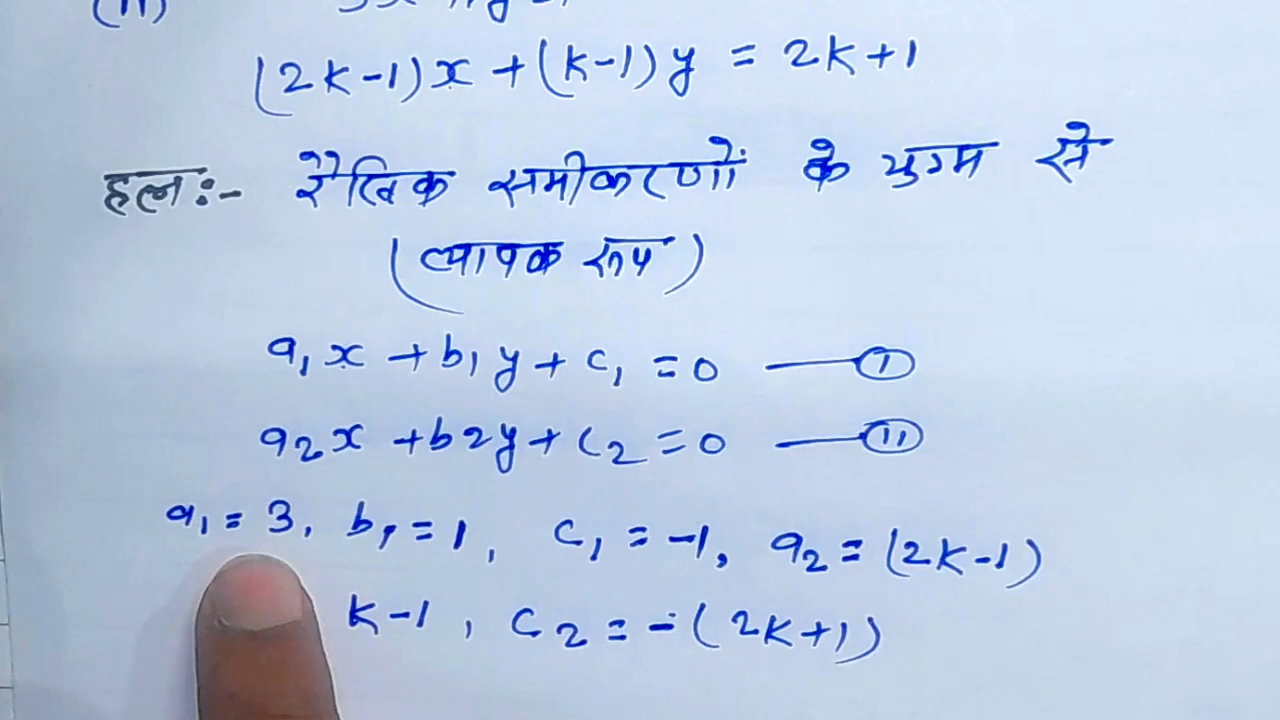 (ii)
(2k-1)x + (k-1)y = 2k+1
हल:- रैखिक समीकरणों के युग्म से
(व्यापक रूप)
a₁x + b₁y + c₁ = 0 —— (i)
a₂x + b₂y + c₂ = 0 —— (ii)
a₁ = 3, b₁ = 1, c₁ = -1, a₂ = (2k-1)
k-1, c₂ = -(2k+1)